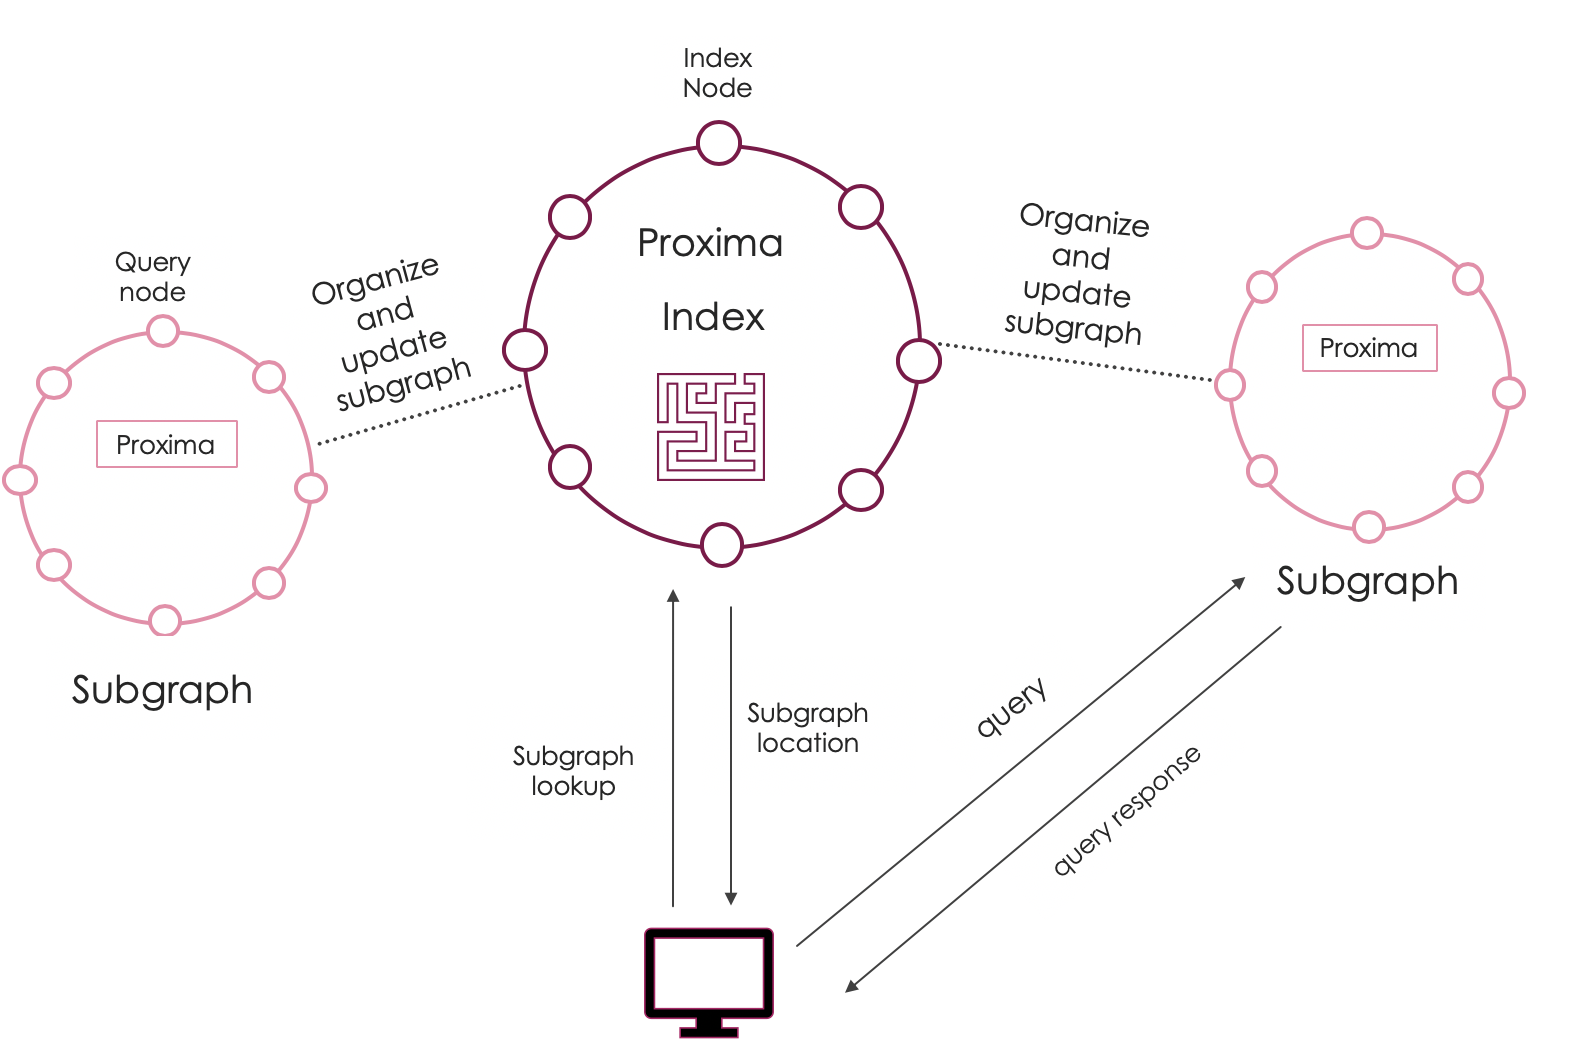 Index
Node
Proxima
Index
Query
node
Organize
and
update
subgraph
Proxima
Subgraph
Organize
and
update
subgraph
Proxima
Subgraph
Subgraph
lookup
Subgraph
location
query
query response